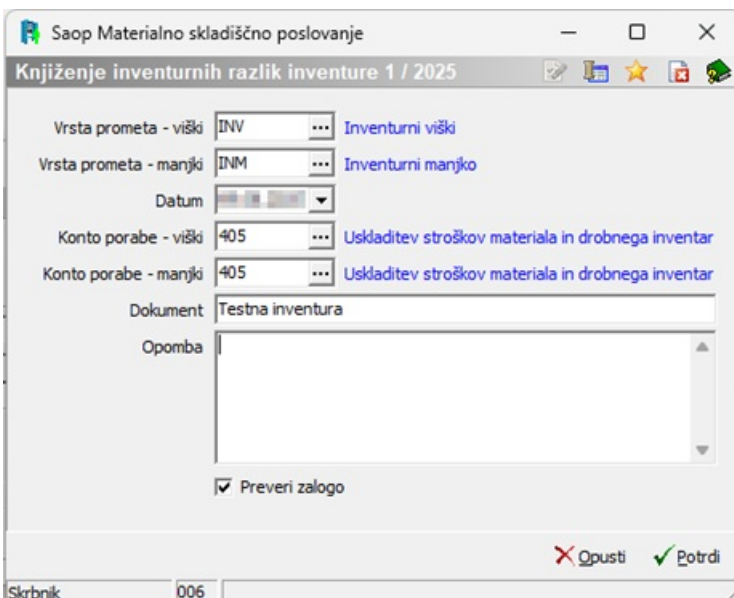 Saop Materialno skladiščno poslovanje
Knjiženje inventurnih razlik inventure 1 / 2025
Vrsta prometa - viški INV ... Inventurni viški
Vrsta prometa - manjki INM ... Inventurni manjko
Datum
Konto porabe - viški 405 ... Uskladitev stroškov materiala in drobnega inventar
Konto porabe - manjki 405 ... Uskladitev stroškov materiala in drobnega inventar
Dokument Testna inventura
Opomba
Preveri zalogo
Opusti Potrdi
Skrbnik 006